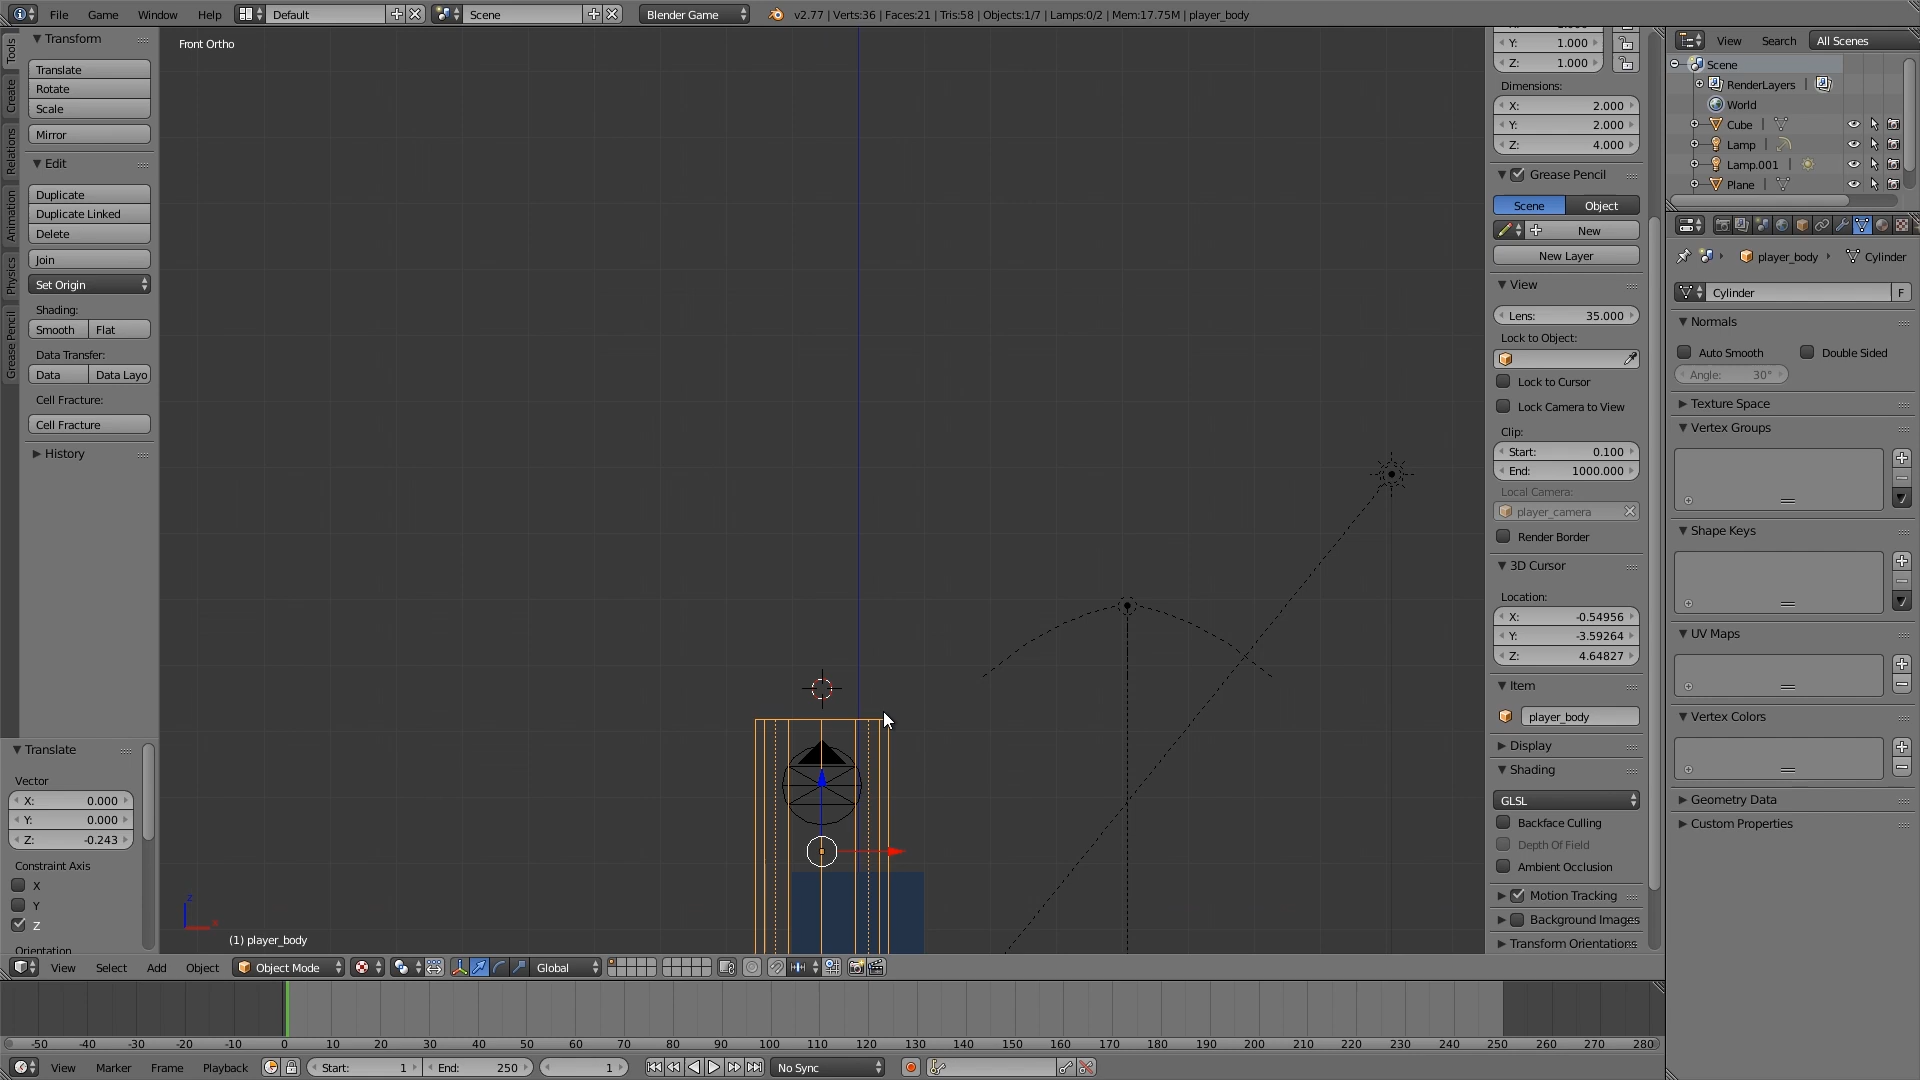 File Game Window Help Default Scene Blender Game v2.77 | Verts:36 | Faces:21 | Tris:58 | Objects:1/7 | Lamps:0/2 | Mem:17.75M | player_body
Tools
Create
Relations
Animation
Physics
Grease Pencil
Transform
Translate
Rotate
Scale
Mirror
Edit
Duplicate
Duplicate Linked
Delete
Join
Set Origin
Shading:
Smooth Flat
Data Transfer:
Data Data Layo
Cell Fracture:
Cell Fracture
History
Translate
Vector
X: 0.000
Y: 0.000
Z: -0.243
Constraint Axis
X
Y
Z
Orientation
Front Ortho
z
x
(1) player_body
Y: 1.000
Z: 1.000
Dimensions:
X: 2.000
Y: 2.000
Z: 4.000
Grease Pencil
Scene Object
New
New Layer
View
Lens: 35.000
Lock to Object:
Lock to Cursor
Lock Camera to View
Clip:
Start: 0.100
End: 1000.000
Local Camera:
player_camera
Render Border
3D Cursor
Location:
X: -0.54956
Y: -3.59264
Z: 4.64827
Item
player_body
Display
Shading
GLSL
Backface Culling
Depth Of Field
Ambient Occlusion
Motion Tracking
Background Images
Transform Orientations
View Search All Scenes
Scene
RenderLayers |
World
Cube |
Lamp |
Lamp.001 |
Plane |
player_body Cylinder
Cylinder F
Normals
Auto Smooth Double Sided
Angle: 30°
Texture Space
Vertex Groups
Shape Keys
UV Maps
Vertex Colors
Geometry Data
Custom Properties
View Select Add Object Object Mode Global
-50 -40 -30 -20 -10 0 10 20 30 40 50 60 70 80 90 100 110 120 130 140 150 160 170 180 190 200 210 220 230 240 250 260 270 280
View Marker Frame Playback Start: 1 End: 250 1 No Sync